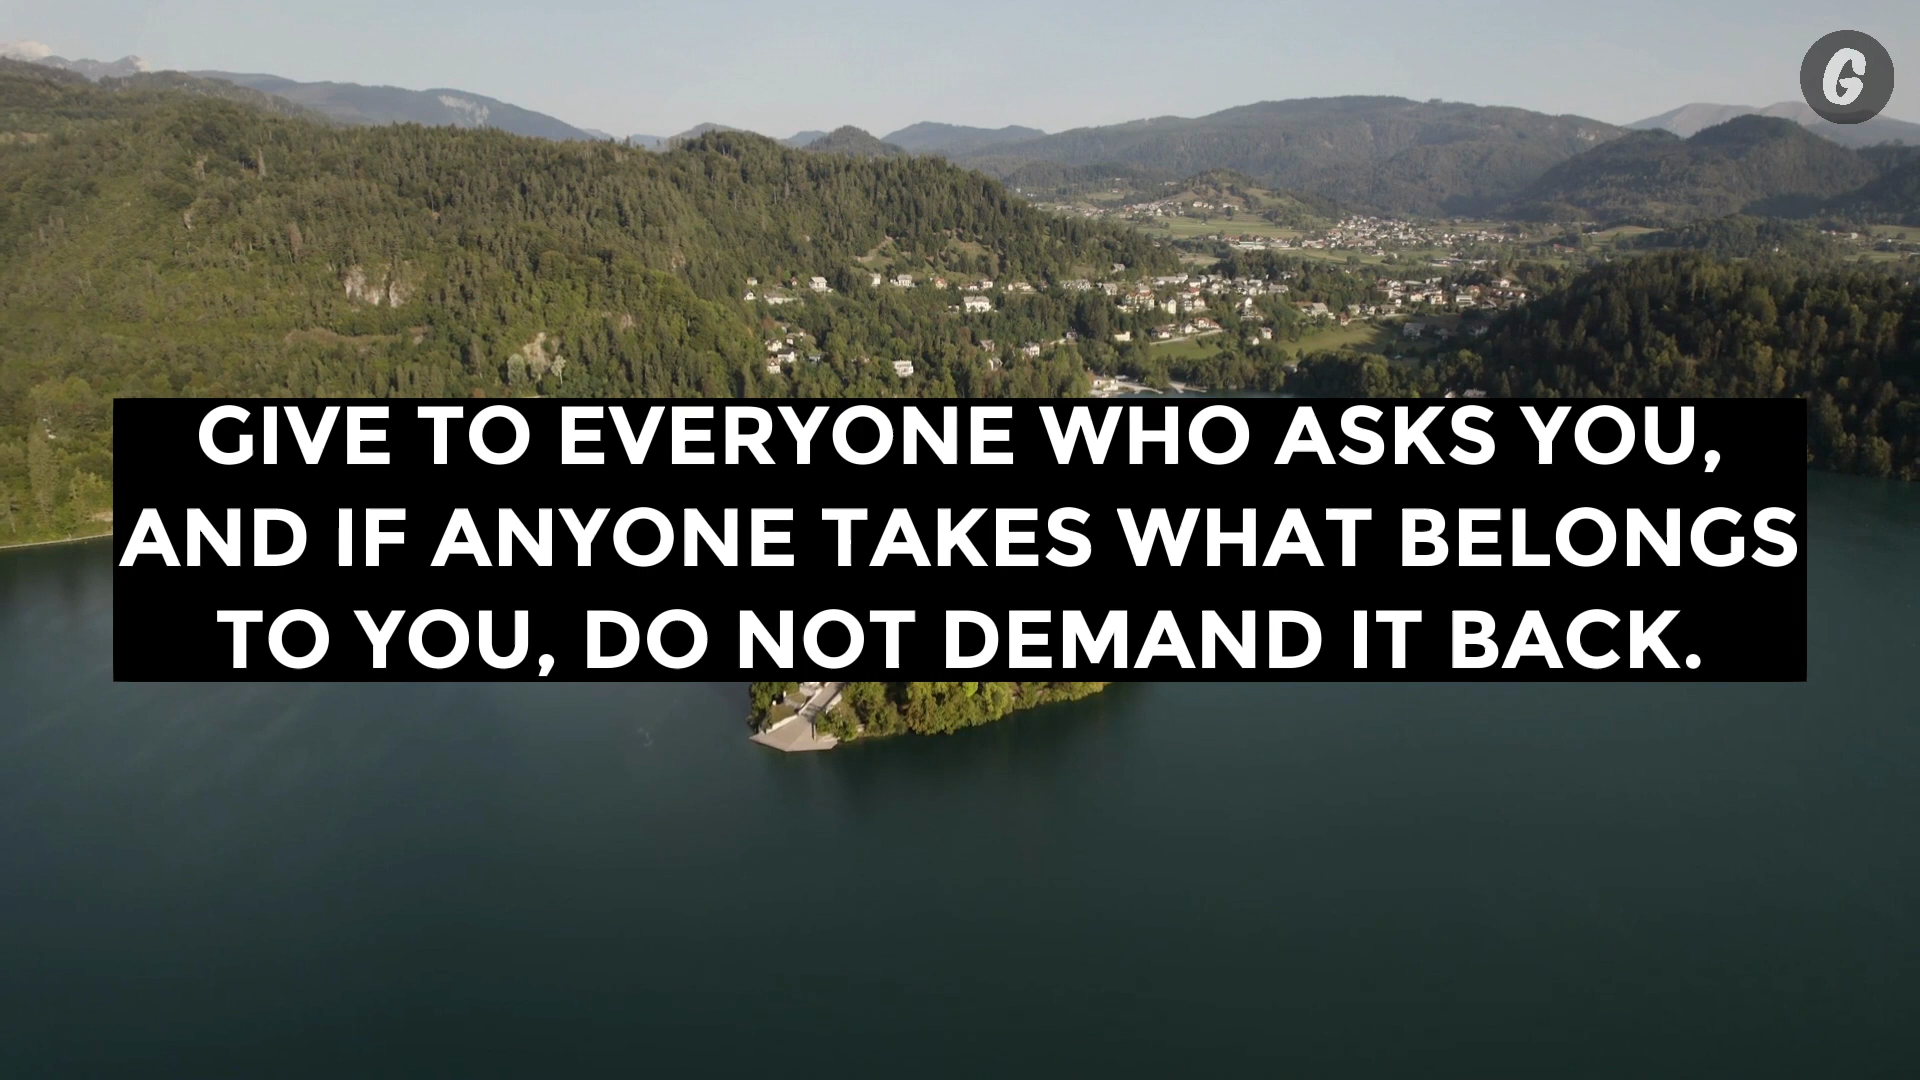 G
GIVE TO EVERYONE WHO ASKS YOU,
AND IF ANYONE TAKES WHAT BELONGS
TO YOU, DO NOT DEMAND IT BACK.